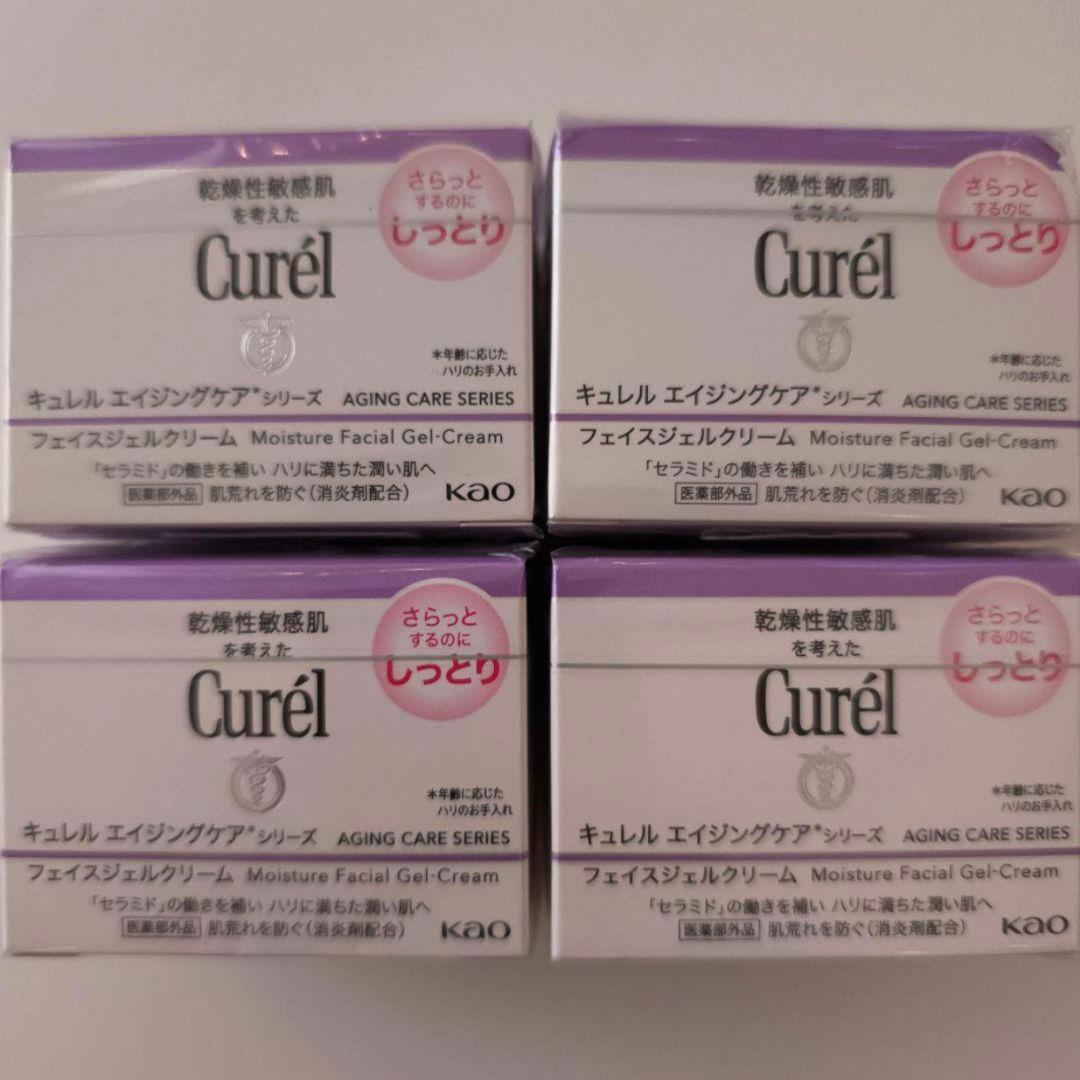 乾燥性敏感肌
を考えた
Curél
さらっと
するのに
しっとり
*年齢に応じた
ハリのお手入れ
キュレル エイジングケア*シリーズ AGING CARE SERIES
フェイスジェルクリーム Moisture Facial Gel-Cream
「セラミド」の働きを補い ハリに満ちた潤い肌へ
医薬部外品 肌荒れを防ぐ(消炎剤配合) Kao
乾燥性敏感肌
を考えた
Curél
さらっと
するのに
しっとり
*年齢に応じた
ハリのお手入れ
キュレル エイジングケア*シリーズ AGING CARE SERIES
フェイスジェルクリーム Moisture Facial Gel-Cream
「セラミド」の働きを補い ハリに満ちた潤い肌へ
医薬部外品 肌荒れを防ぐ(消炎剤配合) Kao
乾燥性敏感肌
を考えた
Curél
さらっと
するのに
しっとり
*年齢に応じた
ハリのお手入れ
キュレル エイジングケア*シリーズ AGING CARE SERIES
フェイスジェルクリーム Moisture Facial Gel-Cream
「セラミド」の働きを補い ハリに満ちた潤い肌へ
医薬部外品 肌荒れを防ぐ(消炎剤配合) Kao
乾燥性敏感肌
を考えた
Curél
さらっと
するのに
しっとり
*年齢に応じた
ハリのお手入れ
キュレル エイジングケア*シリーズ AGING CARE SERIES
フェイスジェルクリーム Moisture Facial Gel-Cream
「セラミド」の働きを補い ハリに満ちた潤い肌へ
医薬部外品 肌荒れを防ぐ(消炎剤配合) Kao